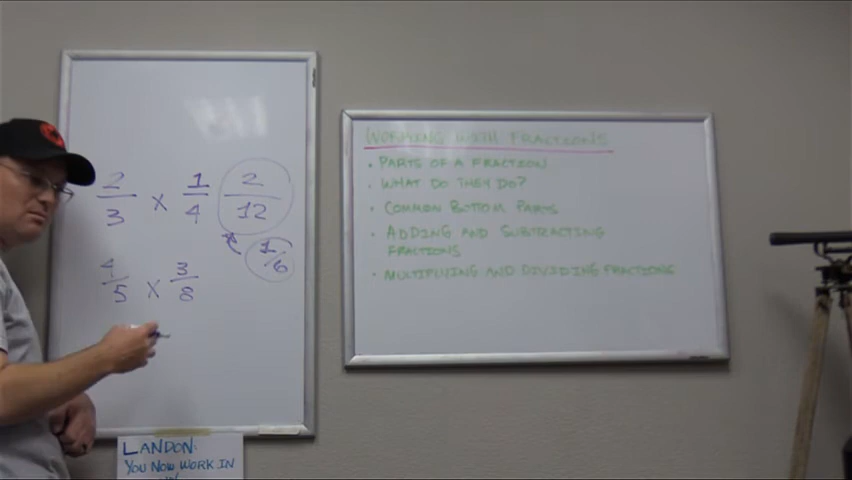 2/3 x 1/4 2/12
1/6
4/5 x 3/8
LANDON:
YOU NOW WORK IN
WORKING WITH FRACTIONS
• PARTS OF A FRACTION
• WHAT DO THEY DO?
• COMMON BOTTOM PARTS
• ADDING AND SUBTRACTING
FRACTIONS
• MULTIPLYING AND DIVIDING FRACTIONS